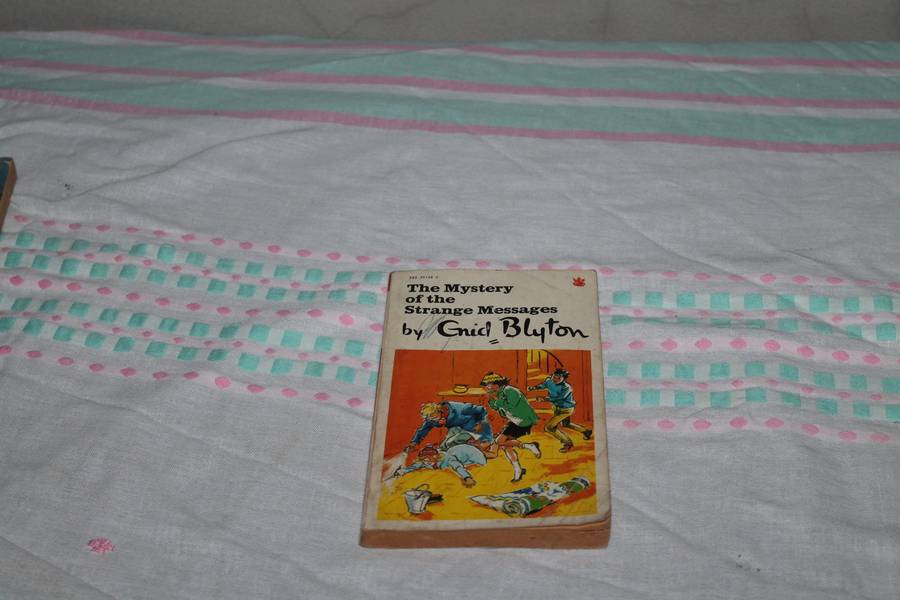 The Mystery
of the
Strange Messages
by Enid Blyton